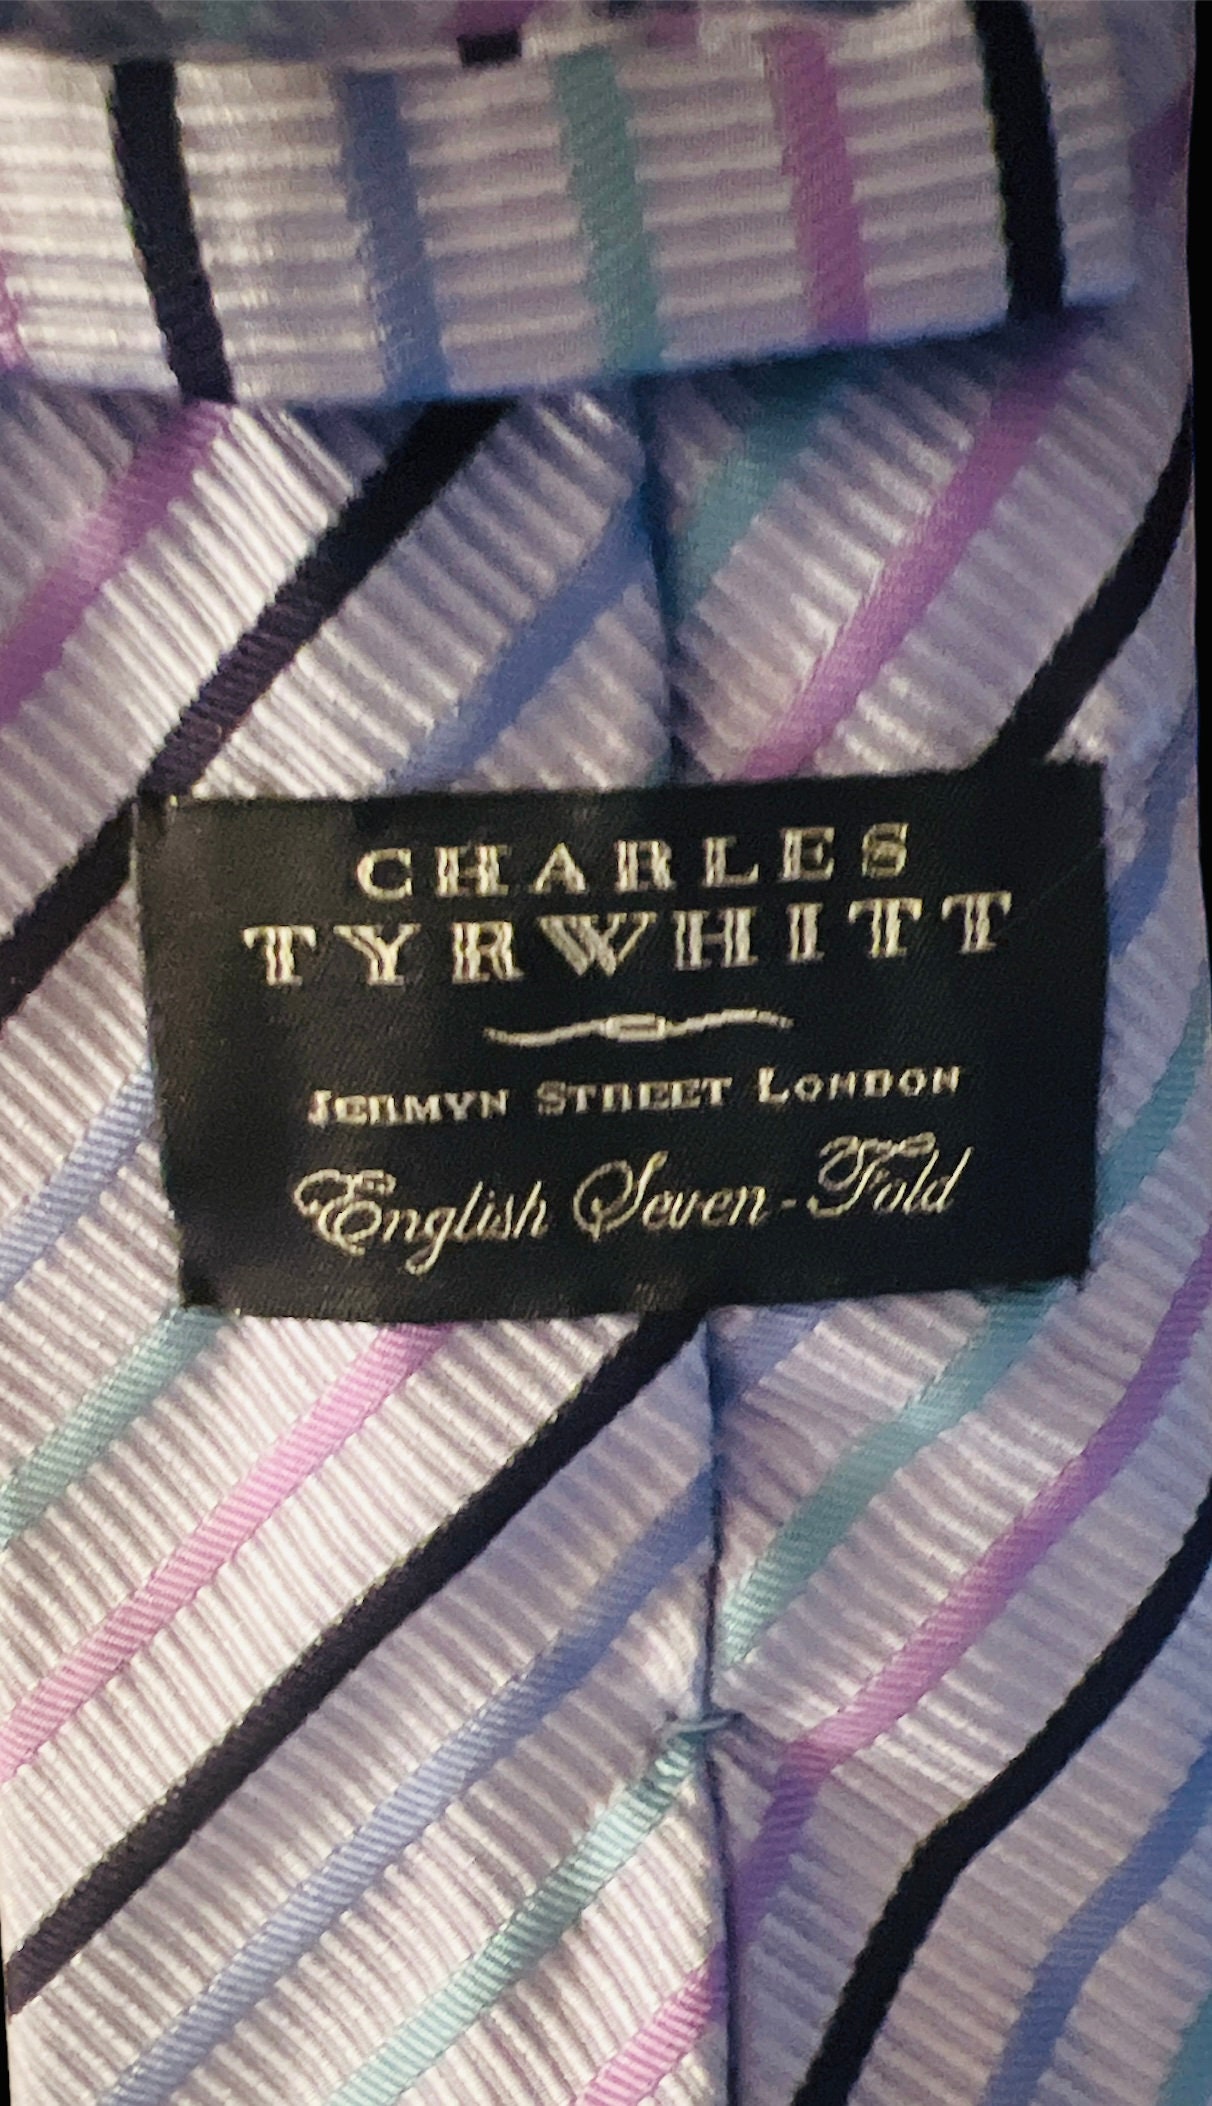 CHARLES
TYRWHITT
JERMYN STREET LONDON
English Seven-Fold